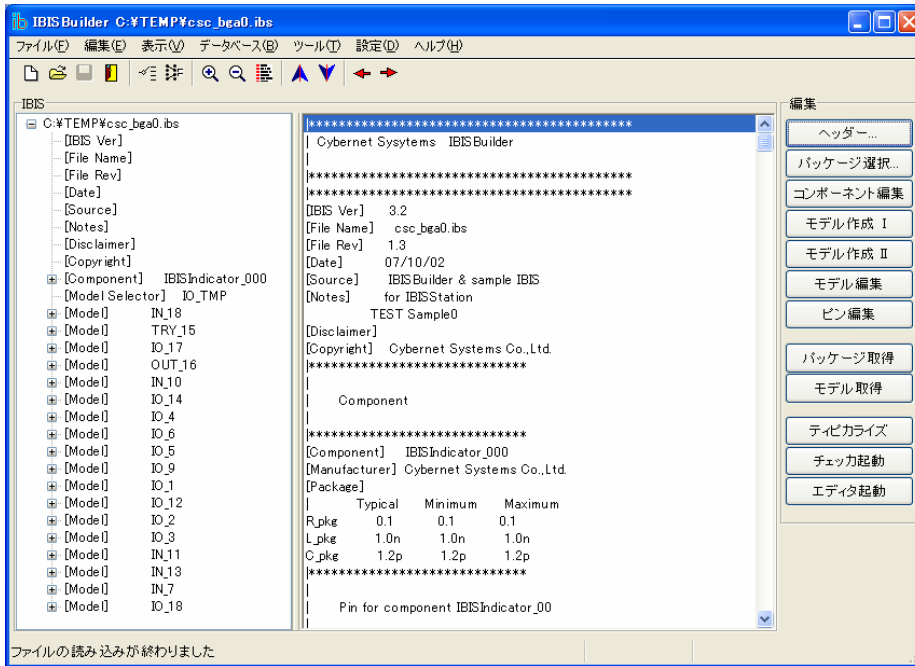 IBISBuilder C:¥TEMP¥csc_bga0.ibs
ファイル(F) 編集(E) 表示(V) データベース(B) ツール(T) 設定(D) ヘルプ(H)
IBIS
C:¥TEMP¥csc_bga0.ibs
[IBIS Ver]
[File Name]
[File Rev]
[Date]
[Source]
[Notes]
[Disclaimer]
[Copyright]
[Component] IBISIndicator_000
[Model Selector] IO_TMP
[Model] IN_18
[Model] TRY_15
[Model] IO_17
[Model] OUT_16
[Model] IN_10
[Model] IO_14
[Model] IO_4
[Model] IO_6
[Model] IO_5
[Model] IO_9
[Model] IO_1
[Model] IO_12
[Model] IO_2
[Model] IO_3
[Model] IN_11
[Model] IN_13
[Model] IN_7
[Model] IO_18
|*******************************************
| Cybernet Sysytems IBISBuilder
|
|*******************************************
|*******************************************
[IBIS Ver] 3.2
[File Name] csc_bga0.ibs
[File Rev] 1.3
[Date] 07/10/02
[Source] IBISBuilder & sample IBIS
[Notes] for IBISStation
TEST Sample0
[Disclaimer]
[Copyright] Cybernet Systems Co.,Ltd.
|*****************************
|
| Component
|
|*****************************
[Component] IBISIndicator_000
[Manufacturer] Cybernet Systems Co.,Ltd.
[Package]
| Typical Minimum Maximum
R_pkg 0.1 0.1 0.1
L_pkg 1.0n 1.0n 1.0n
C_pkg 1.2p 1.2p 1.2p
|*****************************
|
| Pin for component IBISIndicator_00
|
編集
ヘッダー...
パッケージ選択...
コンポーネント編集
モデル作成 I
モデル作成 II
モデル編集
ピン編集
パッケージ取得
モデル取得
ティピカライズ
チェッカ起動
エディタ起動
ファイルの読み込みが終わりました